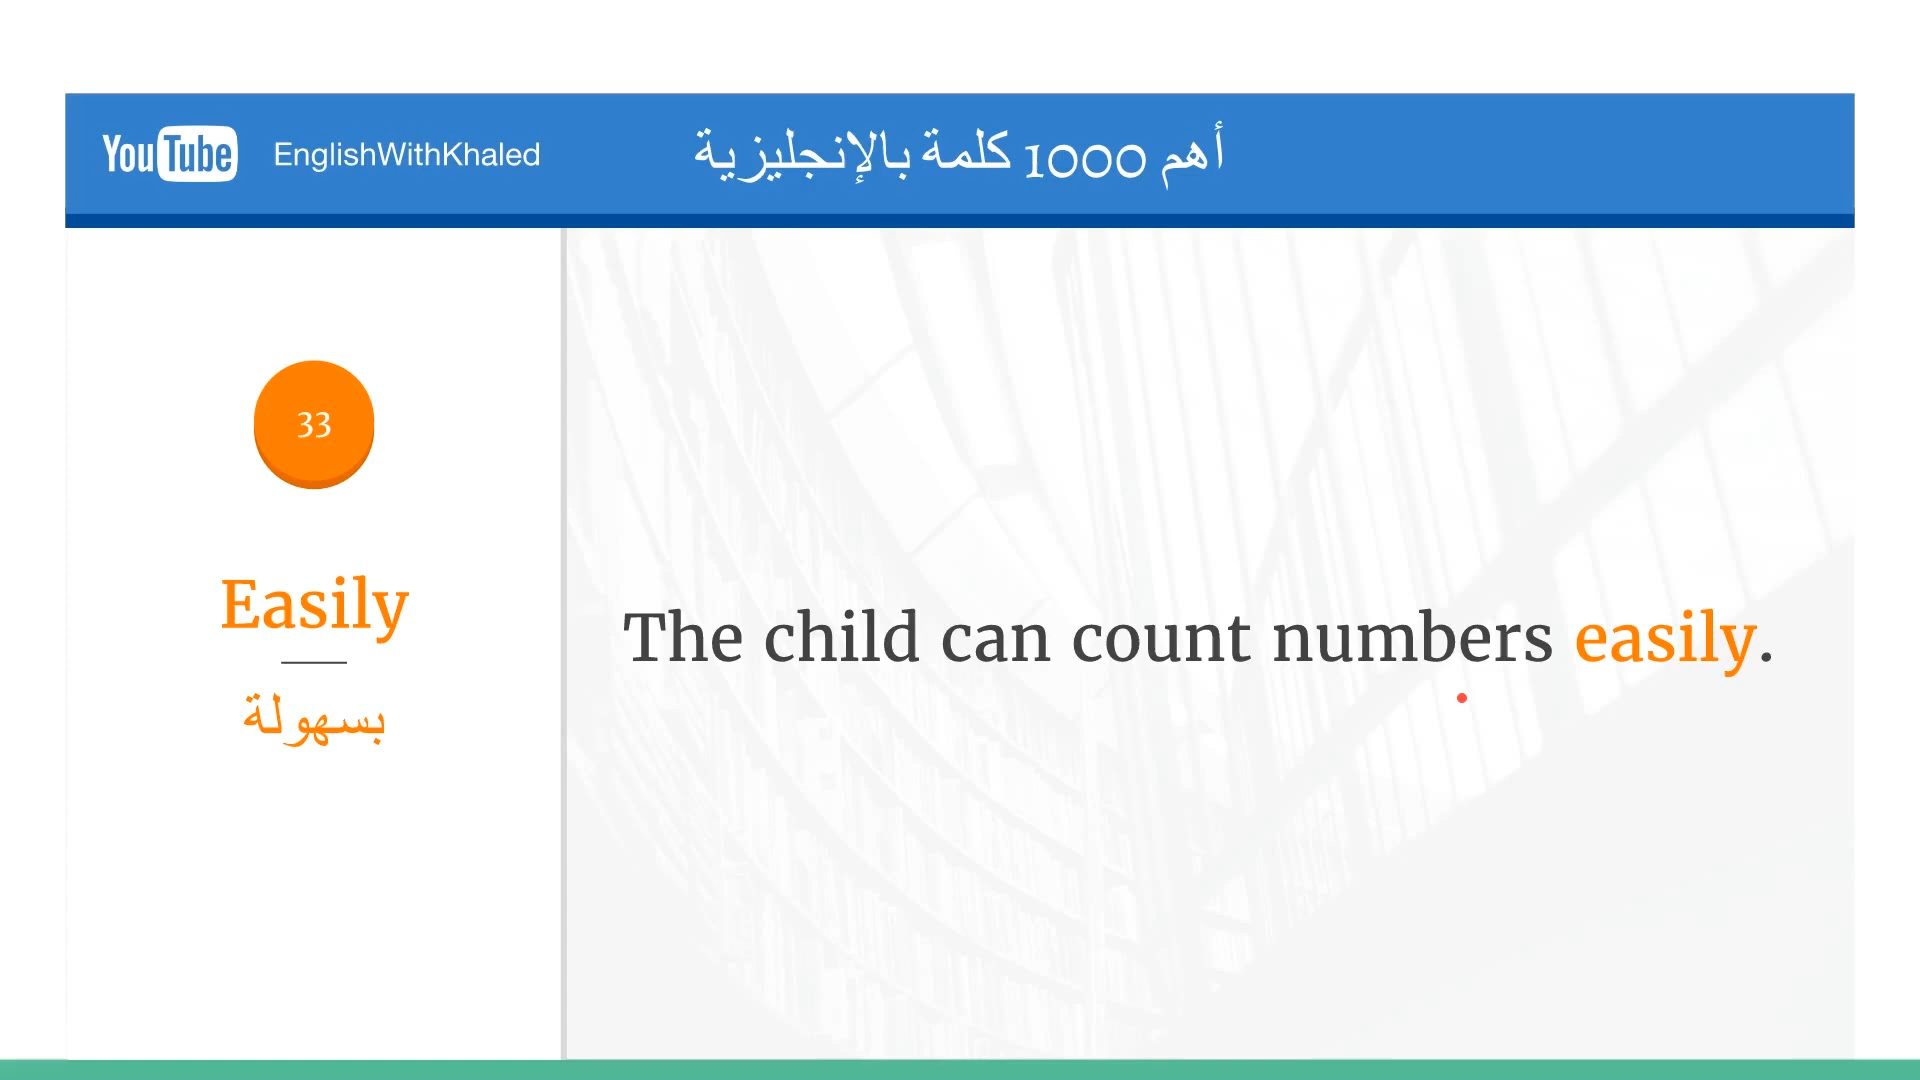 YouTube EnglishWithKhaled
أهم 1000 كلمة بالإنجليزية
33
Easily
بسهولة
The child can count numbers easily.